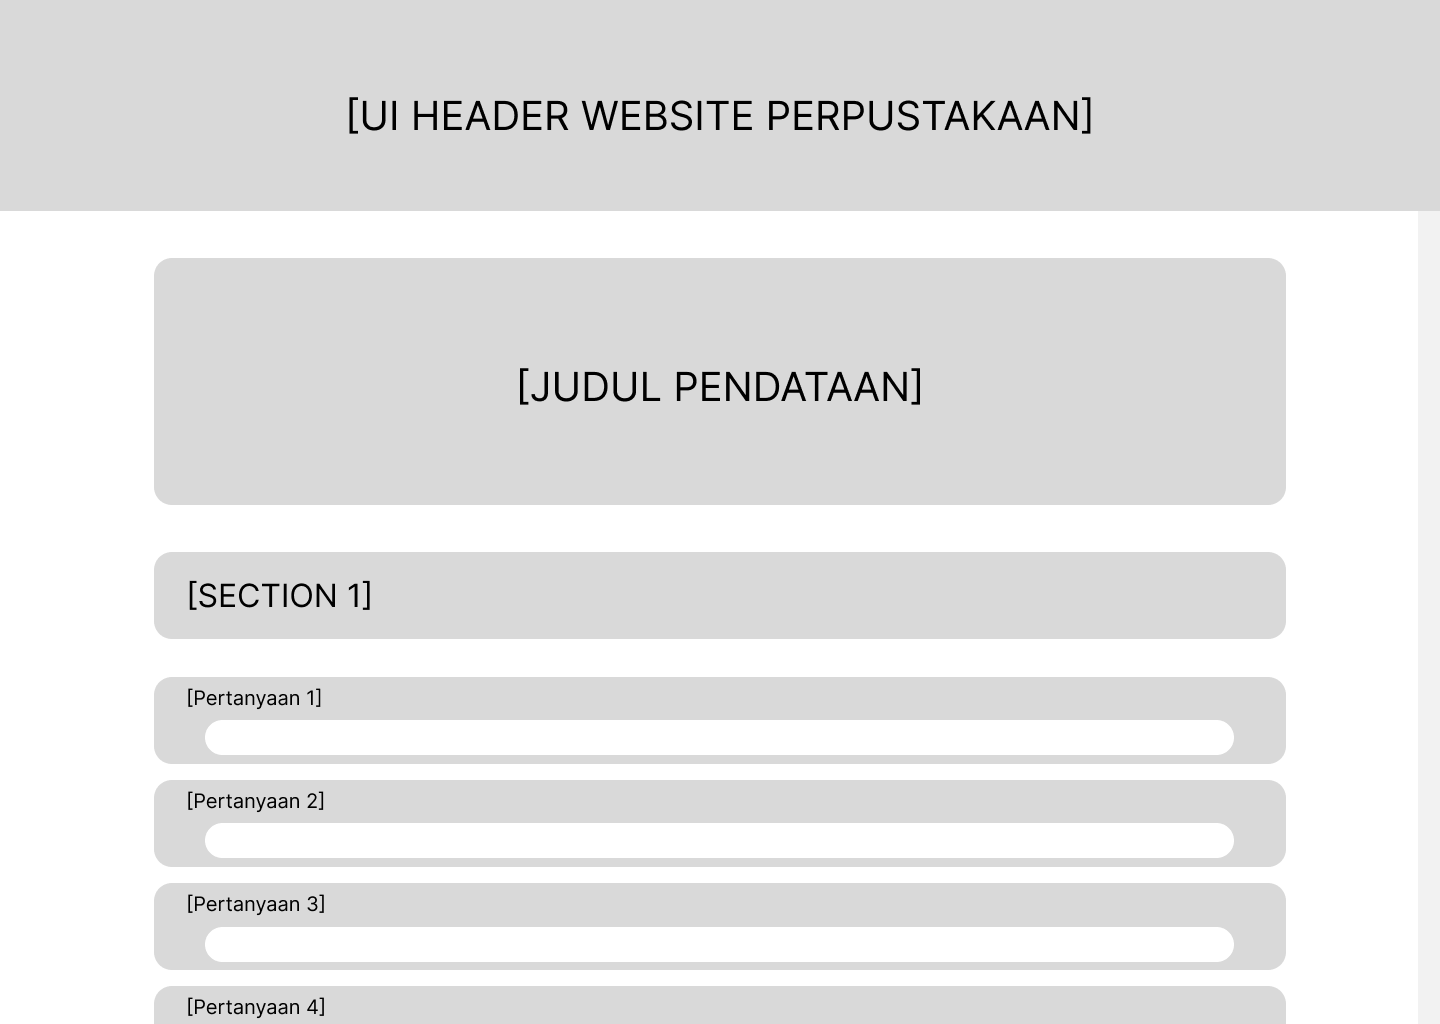 [UI HEADER WEBSITE PERPUSTAKAAN]
[JUDUL PENDATAAN]
[SECTION 1]
[Pertanyaan 1]
[Pertanyaan 2]
[Pertanyaan 3]
[Pertanyaan 4]